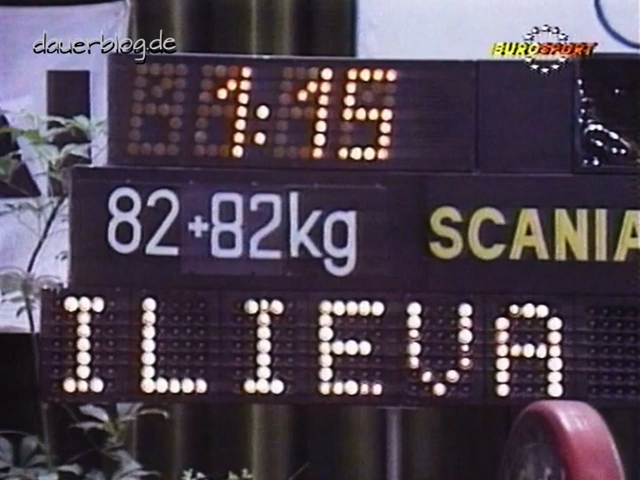 dauerblog.de
EUROSPORT
1:15
82+82kg
SCANIA
ILIEVA